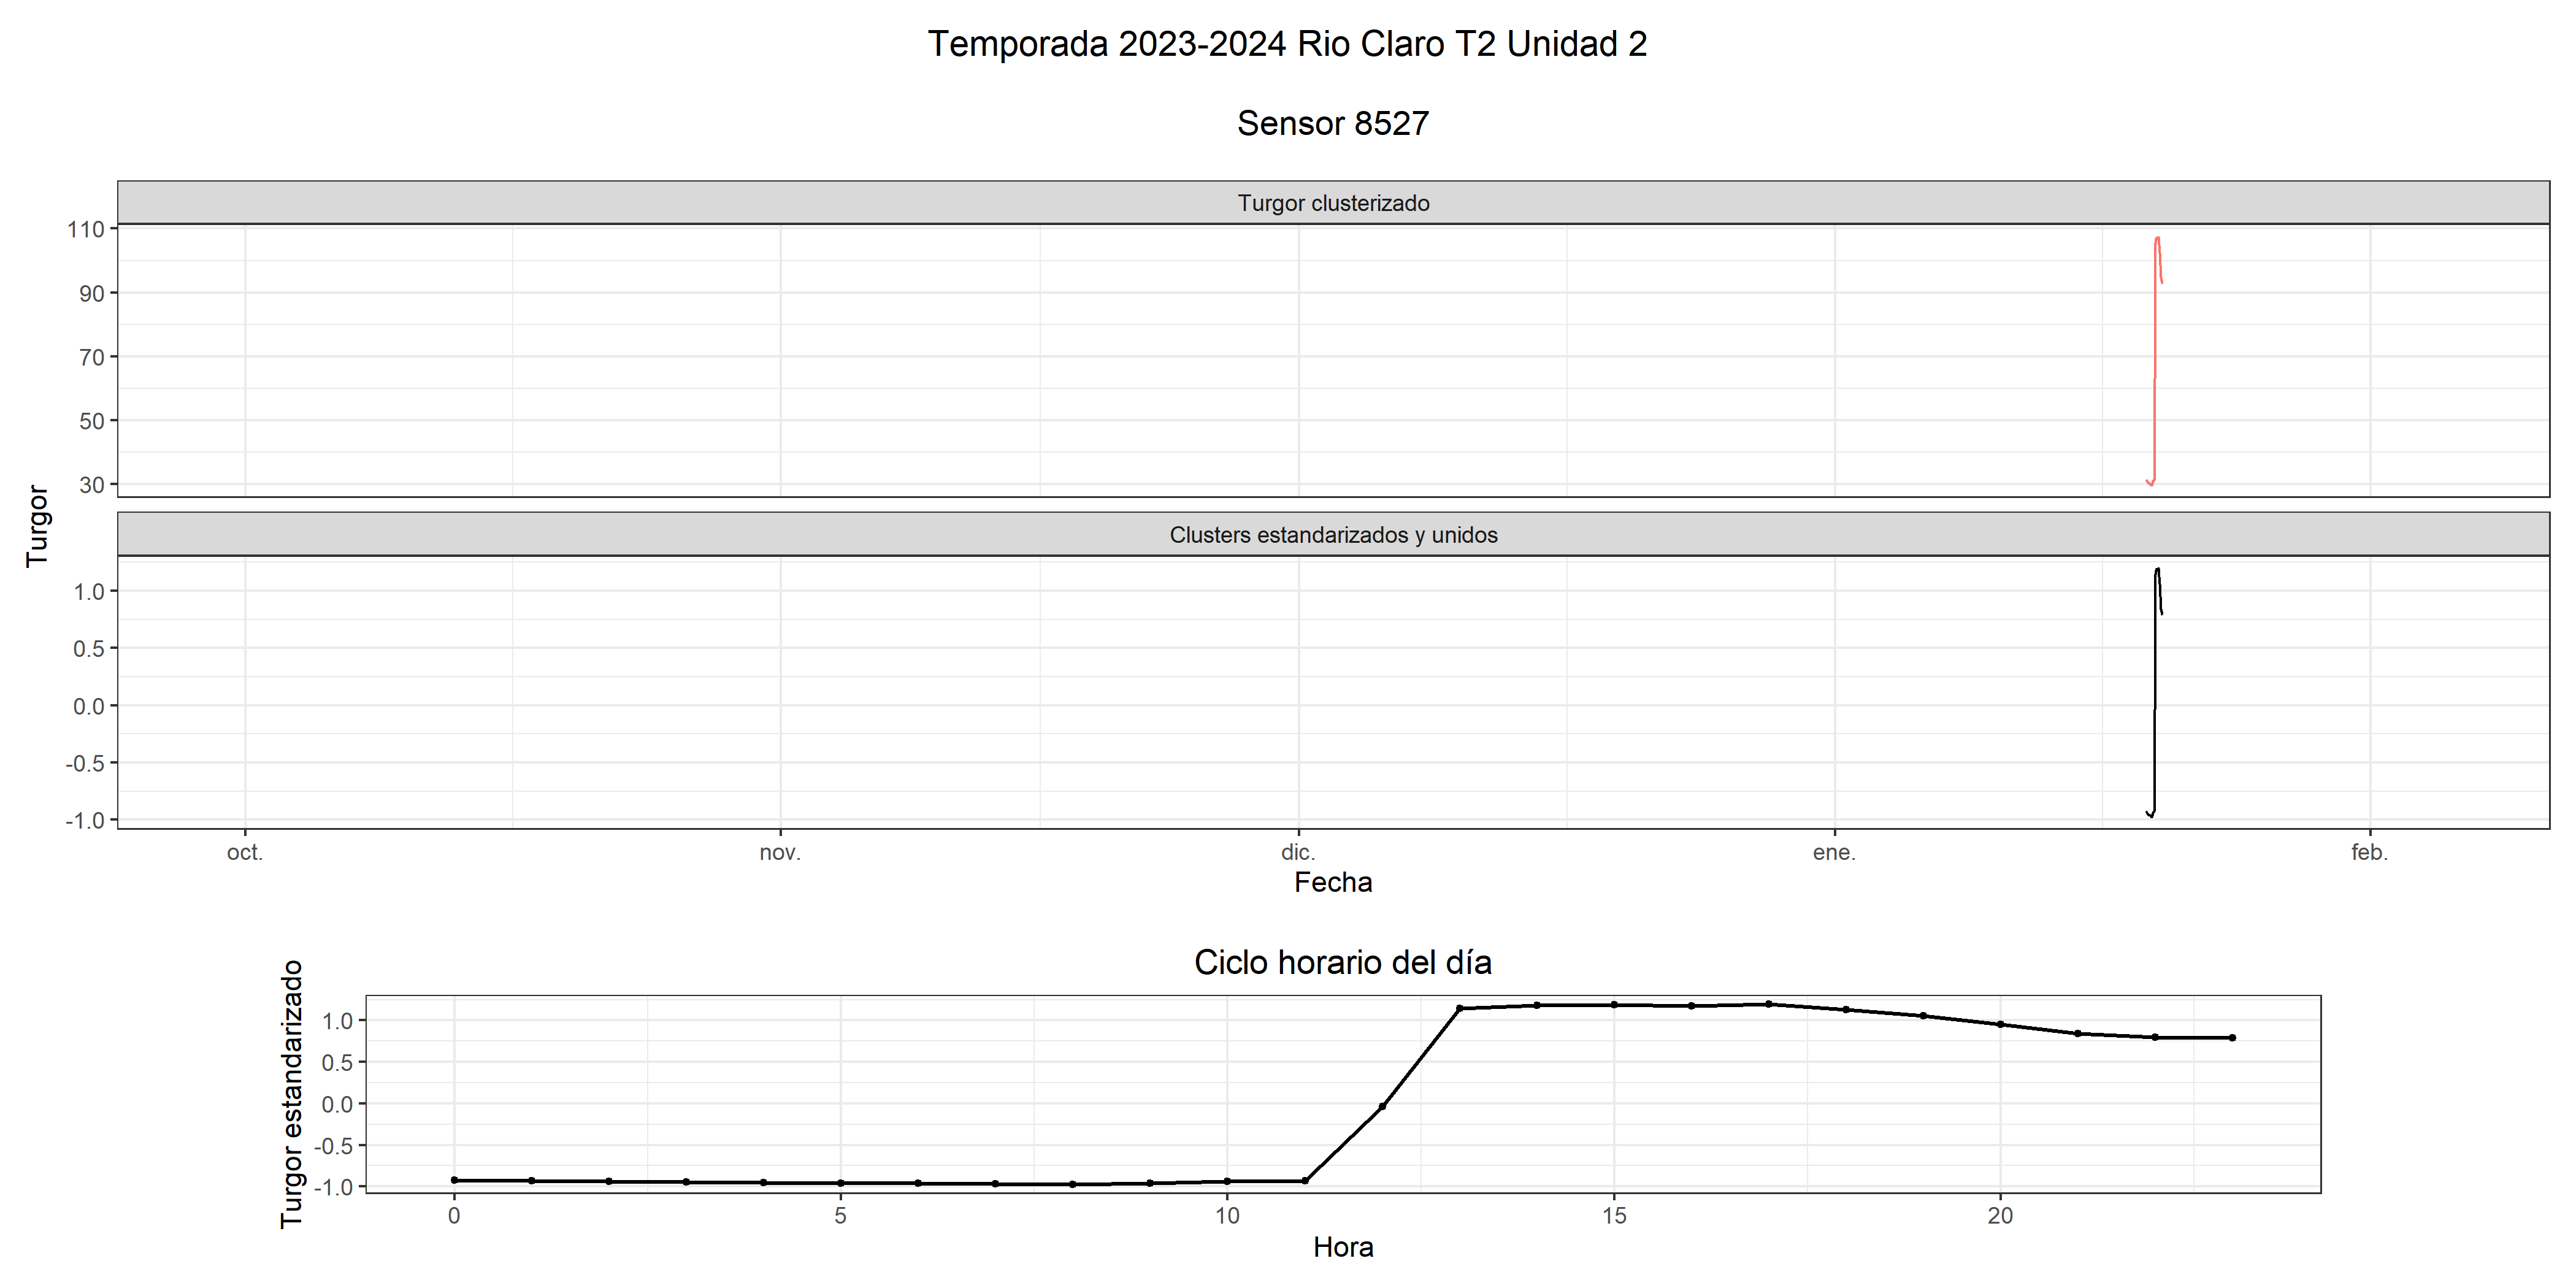 Temporada 2023-2024 Rio Claro T2 Unidad 2
Sensor 8527
Turgor clusterizado
110
90
70
50
30
Turgor
Clusters estandarizados y unidos
1.0
0.5
0.0
-0.5
-1.0
oct. nov. dic. ene. feb.
Fecha
Ciclo horario del día
Turgor estandarizado
1.0
0.5
0.0
-0.5
-1.0
0 5 10 15 20
Hora